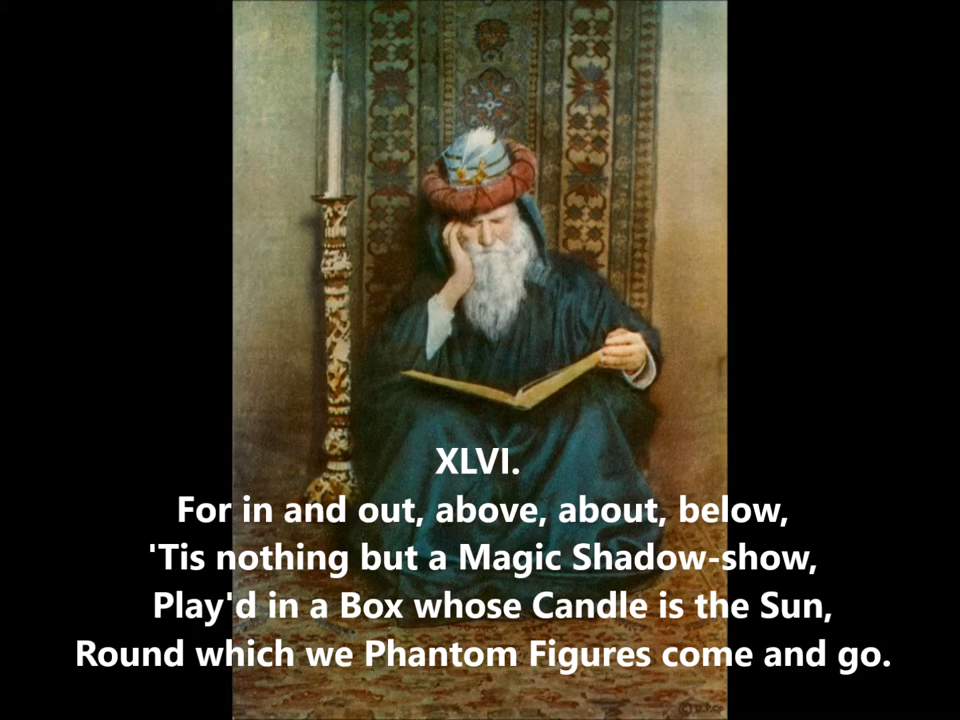 XLVI.
For in and out, above, about, below,
'Tis nothing but a Magic Shadow-show,
Play'd in a Box whose Candle is the Sun,
Round which we Phantom Figures come and go.